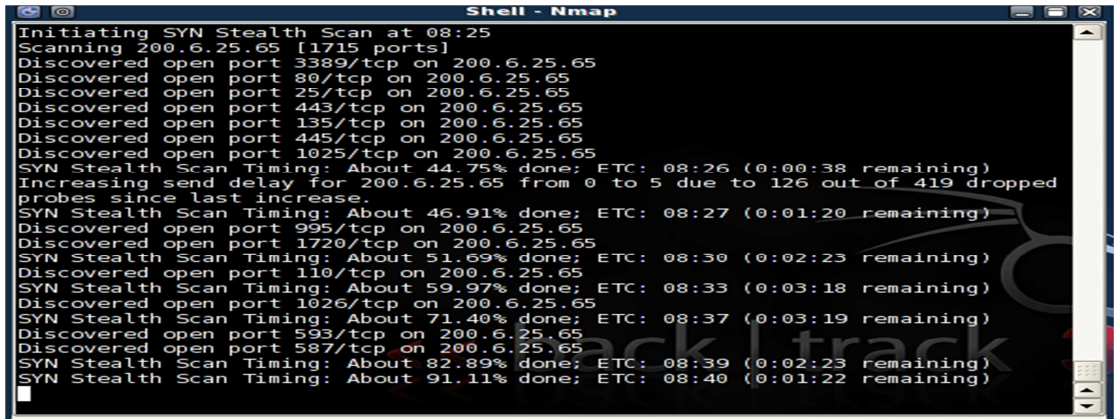 Shell - Nmap
Initiating SYN Stealth Scan at 08:25
Scanning 200.6.25.65 [1715 ports]
Discovered open port 3389/tcp on 200.6.25.65
Discovered open port 80/tcp on 200.6.25.65
Discovered open port 25/tcp on 200.6.25.65
Discovered open port 443/tcp on 200.6.25.65
Discovered open port 135/tcp on 200.6.25.65
Discovered open port 445/tcp on 200.6.25.65
Discovered open port 1025/tcp on 200.6.25.65
SYN Stealth Scan Timing: About 44.75% done; ETC: 08:26 (0:00:38 remaining)
Increasing send delay for 200.6.25.65 from 0 to 5 due to 126 out of 419 dropped
probes since last increase.
SYN Stealth Scan Timing: About 46.91% done; ETC: 08:27 (0:01:20 remaining)
Discovered open port 995/tcp on 200.6.25.65
Discovered open port 1720/tcp on 200.6.25.65
SYN Stealth Scan Timing: About 51.69% done; ETC: 08:30 (0:02:23 remaining)
Discovered open port 110/tcp on 200.6.25.65
SYN Stealth Scan Timing: About 59.97% done; ETC: 08:33 (0:03:18 remaining)
Discovered open port 1026/tcp on 200.6.25.65
SYN Stealth Scan Timing: About 71.40% done; ETC: 08:37 (0:03:19 remaining)
Discovered open port 593/tcp on 200.6.25.65
Discovered open port 587/tcp on 200.6.25.65
SYN Stealth Scan Timing: About 82.89% done; ETC: 08:39 (0:02:23 remaining)
SYN Stealth Scan Timing: About 91.11% done; ETC: 08:40 (0:01:22 remaining)
<< back | track